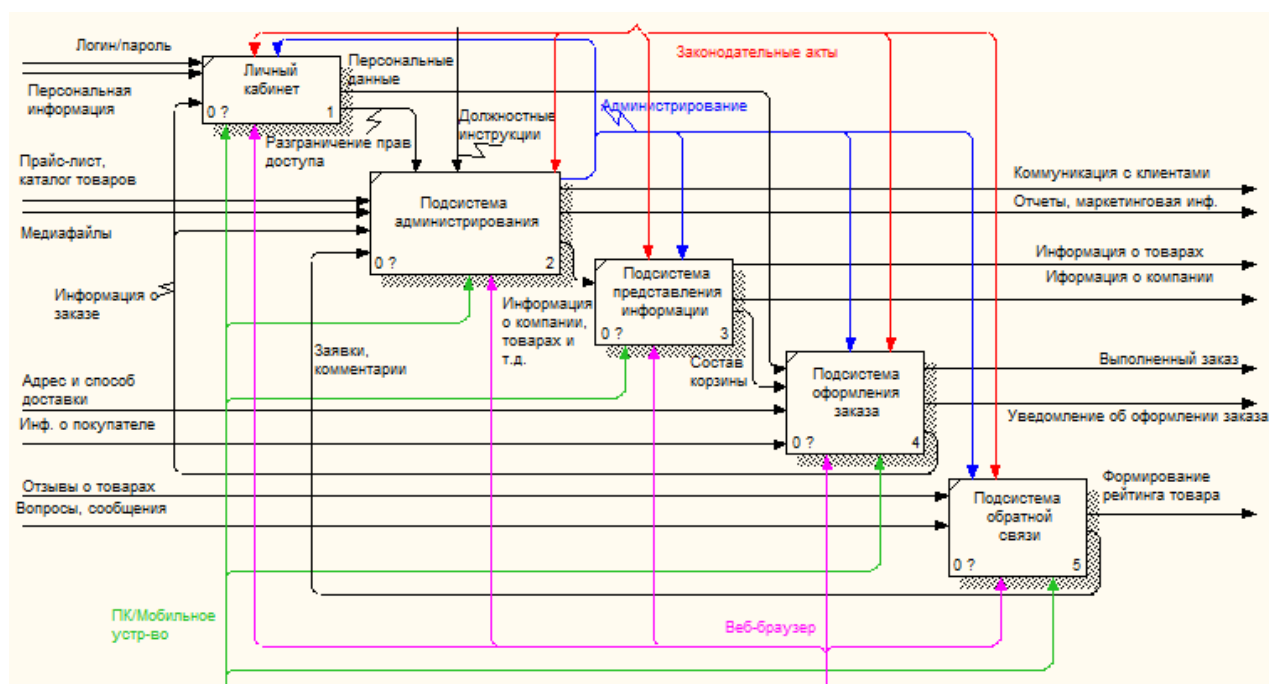 Логин/пароль
Личный
кабинет
0 ?
1
Персональные
данные
Законодательные акты
Персональная
информация
Администрирование
Должностные
инструкции
Разграничение прав
доступа
Прайс-лист,
каталог товаров
Подсистема
администрирования
0 ?
2
Коммуникация с клиентами
Отчеты, маркетинговая инф.
Медиафайлы
Информация о товарах
Иформация о компании
Подсистема
представления
информации
0 ?
3
Информация о
заказе
Информация
о компании,
товарах и
т.д.
Заявки,
комментарии
Состав
корзины
Выполненный заказ
Подсистема
оформления
заказа
0 ?
4
Адрес и способ
доставки
Уведомление об оформлении заказа
Инф. о покупателе
Отзывы о товарах
Вопросы, сообщения
Формирование
рейтинга товара
Подсистема
обратной
связи
0 ?
5
ПК/Мобильное
устр-во
Веб-браузер